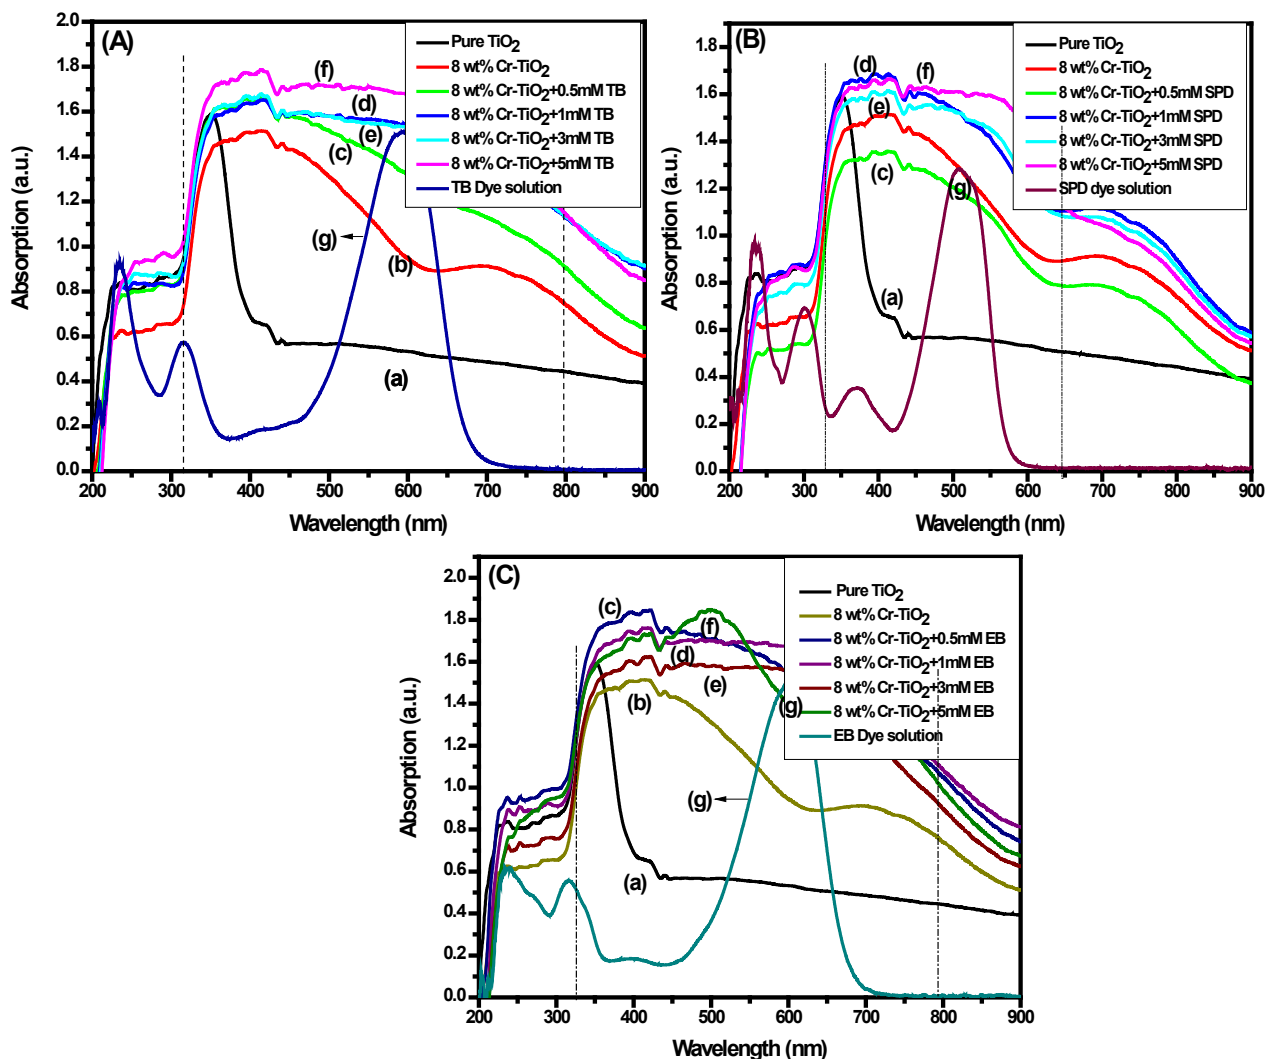 (A)
Pure TiO2
8 wt% Cr-TiO2
8 wt% Cr-TiO2+0.5mM TB
8 wt% Cr-TiO2+1mM TB
8 wt% Cr-TiO2+3mM TB
8 wt% Cr-TiO2+5mM TB
TB Dye solution
(f)
(d)
(e)
(c)
(g)
(b)
(a)
2.0
1.8
1.6
1.4
1.2
1.0
0.8
0.6
0.4
0.2
0.0
200 300 400 500 600 700 800 900
Absorption (a.u.)
Wavelength (nm)
(B)
Pure TiO2
8 wt% Cr-TiO2
8 wt% Cr-TiO2+0.5mM SPD
8 wt% Cr-TiO2+1mM SPD
8 wt% Cr-TiO2+3mM SPD
8 wt% Cr-TiO2+5mM SPD
SPD dye solution
(d)
(f)
(e)
(c)
(g)
(a)
2.0
1.8
1.6
1.4
1.2
1.0
0.8
0.6
0.4
0.2
0.0
200 300 400 500 600 700 800 900
Absorption (a.u.)
Wavelength (nm)
(C)
Pure TiO2
8 wt% Cr-TiO2
8 wt% Cr-TiO2+0.5mM EB
8 wt% Cr-TiO2+1mM EB
8 wt% Cr-TiO2+3mM EB
8 wt% Cr-TiO2+5mM EB
EB Dye solution
(c)
(f)
(d)
(e)
(b)
(g)
(g)
(a)
2.0
1.8
1.6
1.4
1.2
1.0
0.8
0.6
0.4
0.2
0.0
200 300 400 500 600 700 800 900
Absorption (a.u.)
Wavelength (nm)